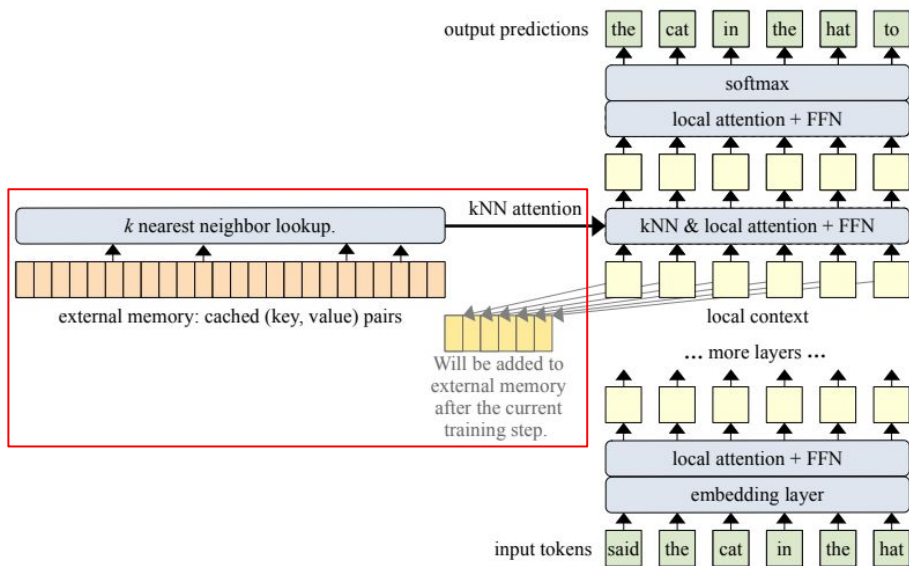 output predictions
the cat in the hat to
softmax
local attention + FFN
kNN attention
k nearest neighbor lookup.
kNN & local attention + FFN
external memory: cached (key, value) pairs
local context
Will be added to
external memory
after the current
training step.
... more layers ...
local attention + FFN
embedding layer
input tokens
said the cat in the hat